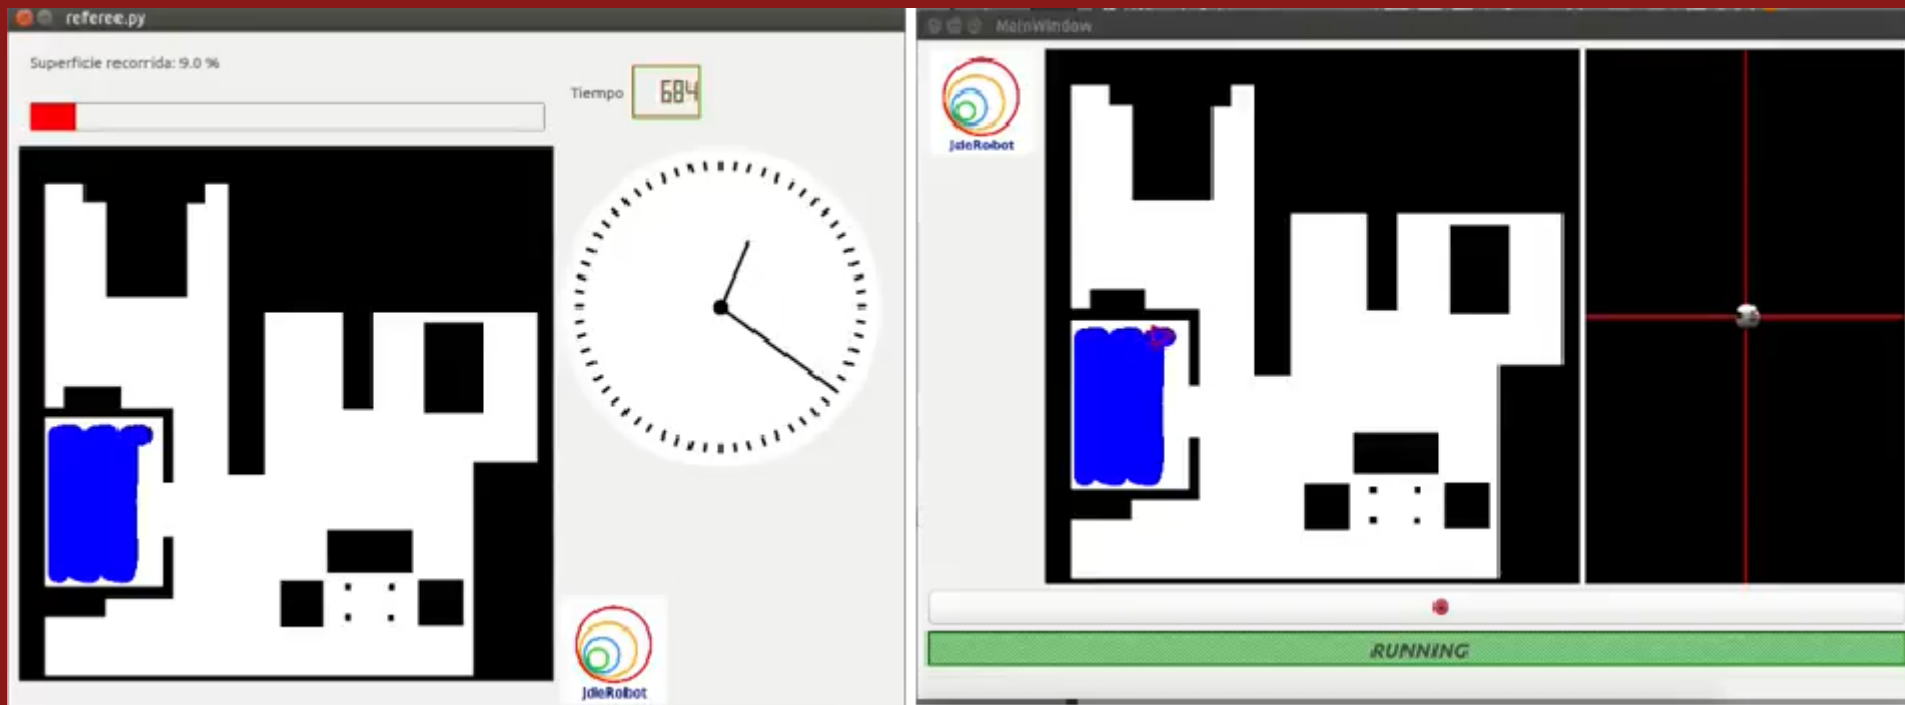 referee.py
Superficie recorrida: 9.0 %
Tiempo 684
JdeRobot
MainWindow
JdeRobot
RUNNING